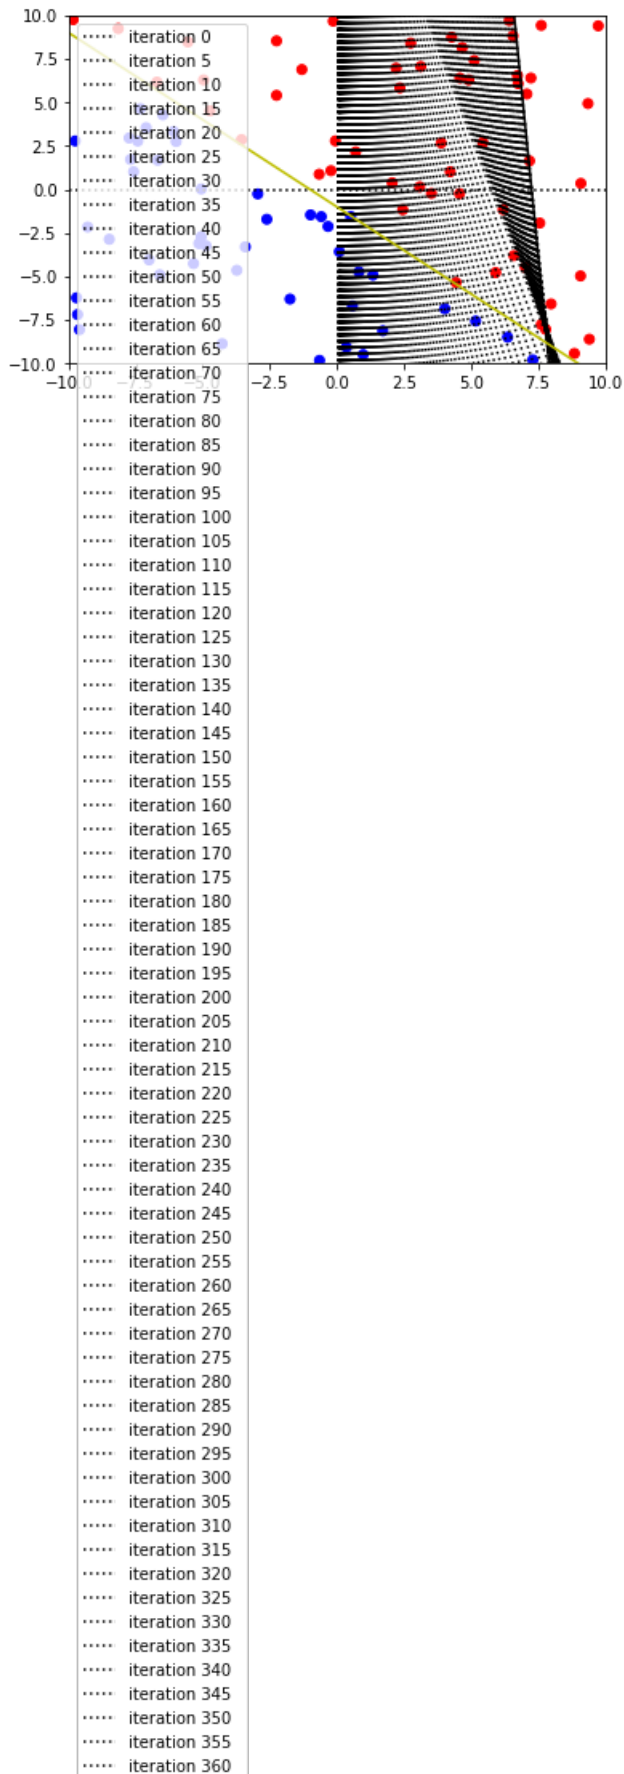 10.0
7.5
5.0
2.5
0.0
−2.5
−5.0
−7.5
−10.0
−10.0 −7.5 −5.0 −2.5 0.0 2.5 5.0 7.5 10.0
iteration 0
iteration 5
iteration 10
iteration 15
iteration 20
iteration 25
iteration 30
iteration 35
iteration 40
iteration 45
iteration 50
iteration 55
iteration 60
iteration 65
iteration 70
iteration 75
iteration 80
iteration 85
iteration 90
iteration 95
iteration 100
iteration 105
iteration 110
iteration 115
iteration 120
iteration 125
iteration 130
iteration 135
iteration 140
iteration 145
iteration 150
iteration 155
iteration 160
iteration 165
iteration 170
iteration 175
iteration 180
iteration 185
iteration 190
iteration 195
iteration 200
iteration 205
iteration 210
iteration 215
iteration 220
iteration 225
iteration 230
iteration 235
iteration 240
iteration 245
iteration 250
iteration 255
iteration 260
iteration 265
iteration 270
iteration 275
iteration 280
iteration 285
iteration 290
iteration 295
iteration 300
iteration 305
iteration 310
iteration 315
iteration 320
iteration 325
iteration 330
iteration 335
iteration 340
iteration 345
iteration 350
iteration 355
iteration 360